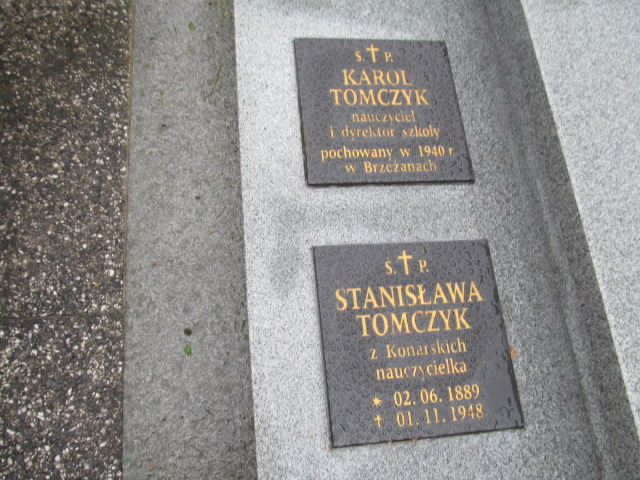 Ś. P.
KAROL
TOMCZYK
nauczyciel
i dyrektor szkoły
pochowany w 1940 r.
w Brzeżanach
Ś. P.
STANISŁAWA
TOMCZYK
z Konarskich
nauczycielka
02. 06. 1889
01. 11. 1948